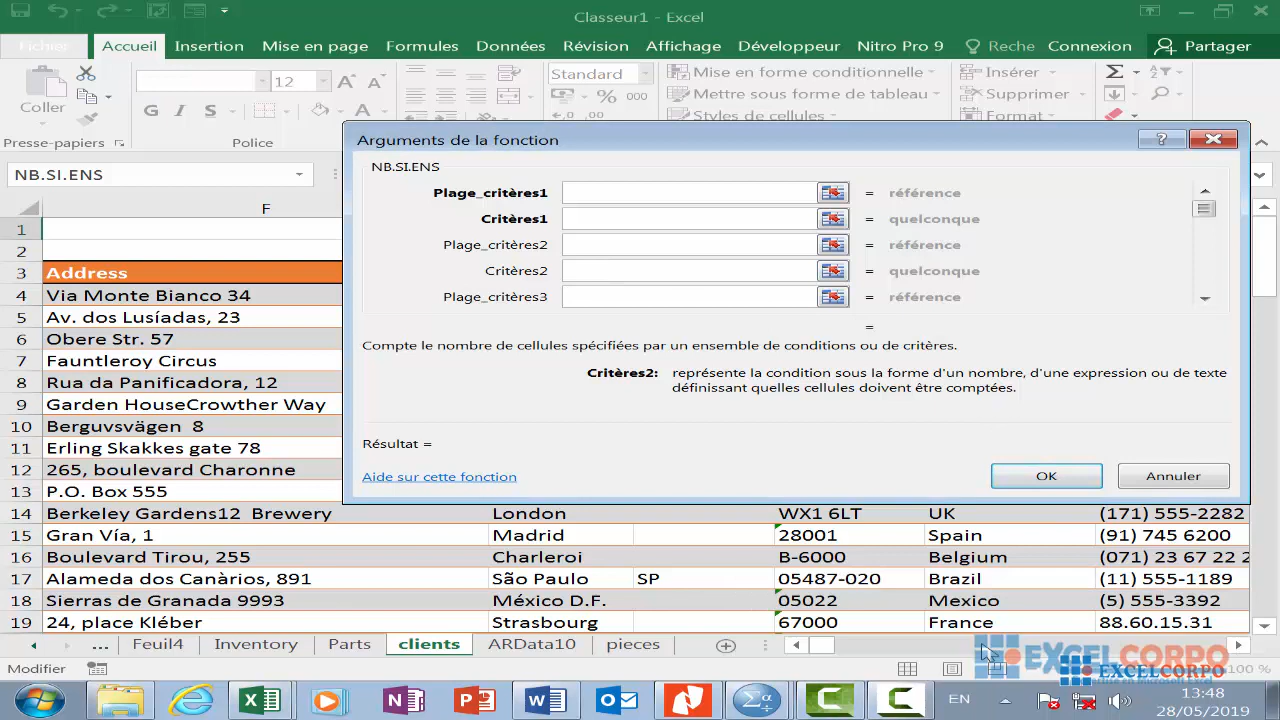 Classeur1 - Excel
Fichier Accueil Insertion Mise en page Formules Données Révision Affichage Développeur Nitro Pro 9 Reche Connexion Partager
12 Standard Mise en forme conditionnelle Insérer
Coller G I S % 000 Mettre sous forme de tableau Supprimer
Styles de cellules Format
Presse-papiers Police
Arguments de la fonction
NB.SI.ENS
NB.SI.ENS
Plage_critères1 = référence
Critères1 = quelconque
Plage_critères2 = référence
Critères2 = quelconque
Plage_critères3 = référence
=
Compte le nombre de cellules spécifiées par un ensemble de conditions ou de critères.
Critères2: représente la condition sous la forme d'un nombre, d'une expression ou de texte
définissant quelles cellules doivent être comptées.
Résultat =
Aide sur cette fonction OK Annuler
F
1
2
3 Address
4 Via Monte Bianco 34
5 Av. dos Lusíadas, 23
6 Obere Str. 57
7 Fauntleroy Circus
8 Rua da Panificadora, 12
9 Garden HouseCrowther Way
10 Berguvsvägen 8
11 Erling Skakkes gate 78
12 265, boulevard Charonne
13 P.O. Box 555
14 Berkeley Gardens12 Brewery London WX1 6LT UK (171) 555-2282
15 Gran Vía, 1 Madrid 28001 Spain (91) 745 6200
16 Boulevard Tirou, 255 Charleroi B-6000 Belgium (071) 23 67 22 2
17 Alameda dos Canàrios, 891 São Paulo SP 05487-020 Brazil (11) 555-1189
18 Sierras de Granada 9993 México D.F. 05022 Mexico (5) 555-3392
19 24, place Kléber Strasbourg 67000 France 88.60.15.31
... Feuil4 Inventory Parts clients ARData10 pieces
EXCELCORPO
Modifier 100 %
EXCELCORPO
EN 13:48
28/05/2019